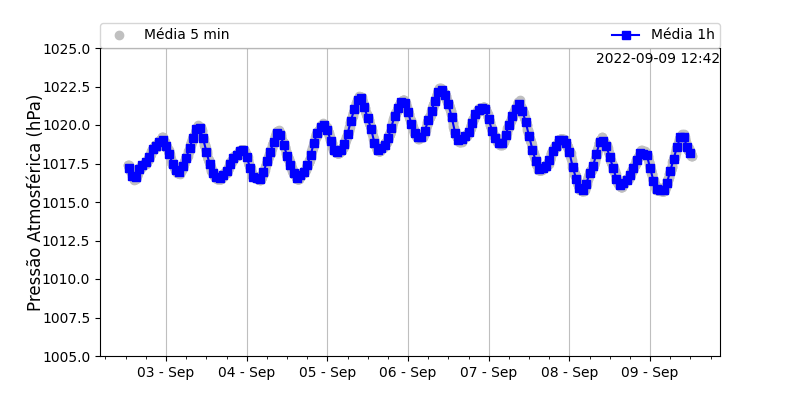 Média 5 min
Média 1h
2022-09-09 12:42
Pressão Atmosférica (hPa)
1025.0
1022.5
1020.0
1017.5
1015.0
1012.5
1010.0
1007.5
1005.0
03 - Sep
04 - Sep
05 - Sep
06 - Sep
07 - Sep
08 - Sep
09 - Sep